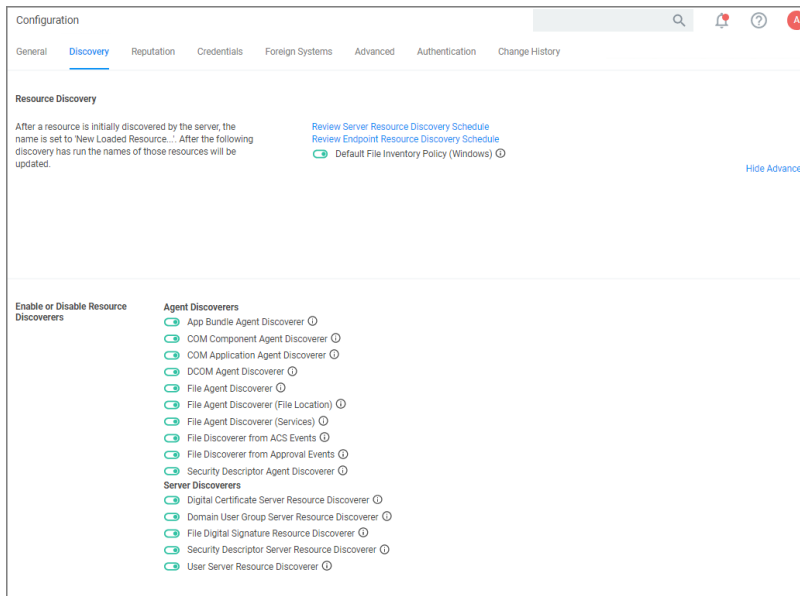 Configuration
A
General Discovery Reputation Credentials Foreign Systems Advanced Authentication Change History
Resource Discovery
After a resource is initially discovered by the server, the
name is set to 'New Loaded Resource...'. After the following
discovery has run the names of those resources will be
updated.
Review Server Resource Discovery Schedule
Review Endpoint Resource Discovery Schedule
Default File Inventory Policy (Windows)
Hide Advance
Enable or Disable Resource
Discoverers
Agent Discoverers
App Bundle Agent Discoverer
COM Component Agent Discoverer
COM Application Agent Discoverer
DCOM Agent Discoverer
File Agent Discoverer
File Agent Discoverer (File Location)
File Agent Discoverer (Services)
File Discoverer from ACS Events
File Discoverer from Approval Events
Security Descriptor Agent Discoverer
Server Discoverers
Digital Certificate Server Resource Discoverer
Domain User Group Server Resource Discoverer
File Digital Signature Resource Discoverer
Security Descriptor Server Resource Discoverer
User Server Resource Discoverer